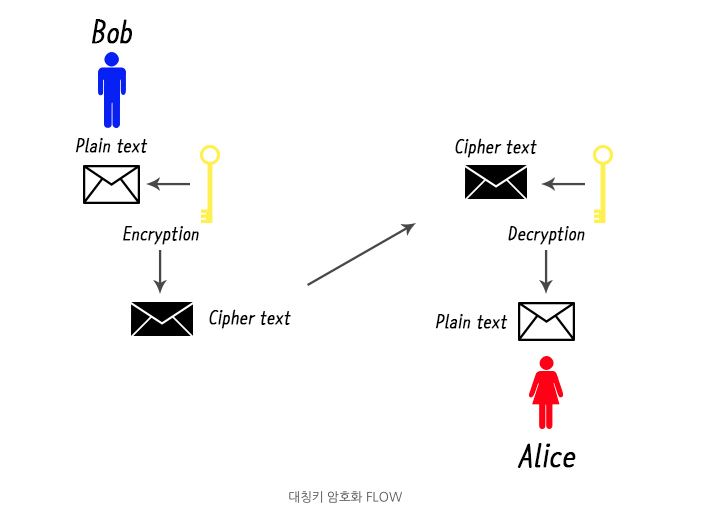 Bob
Plain text
Encryption
Cipher text
Cipher text
Decryption
Plain text
Alice
대칭키 암호화 FLOW